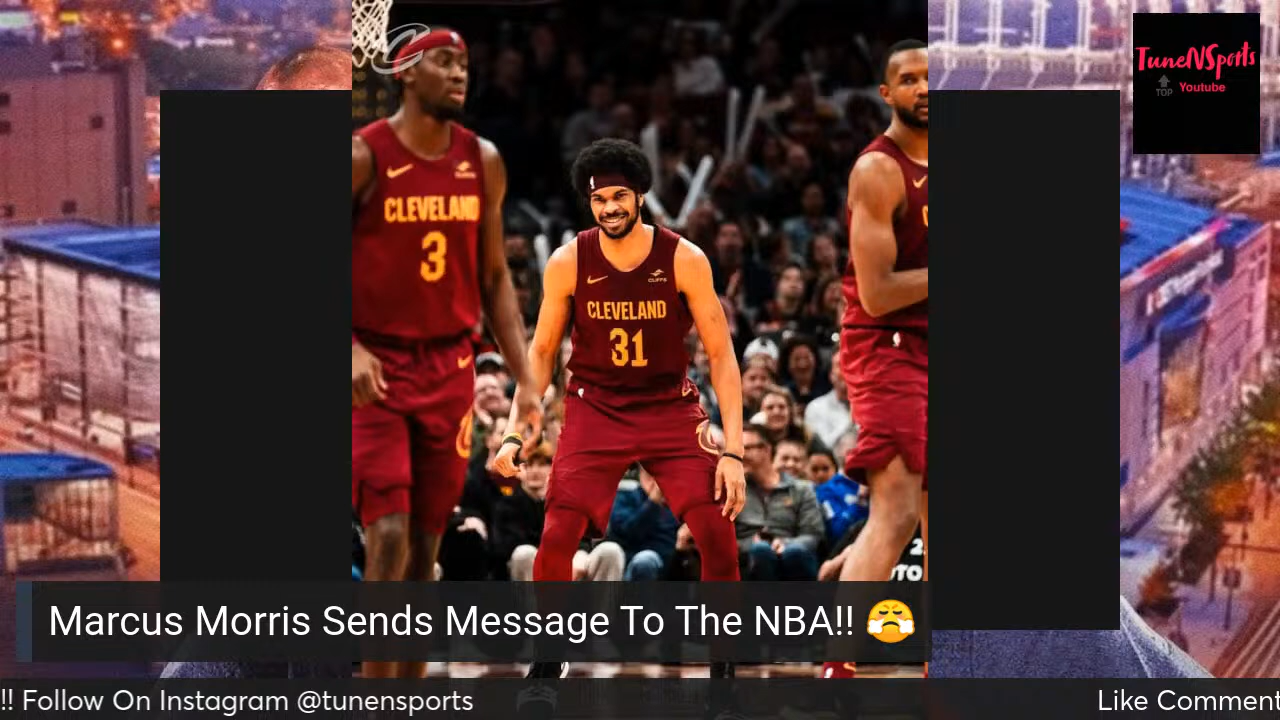 TuneNSports
TOP
Youtube
CLEVELAND
3
CLEVELAND
31
CLIFFS
Marcus Morris Sends Message To The NBA!! 😤
!! Follow On Instagram @tunensports
Like Comment